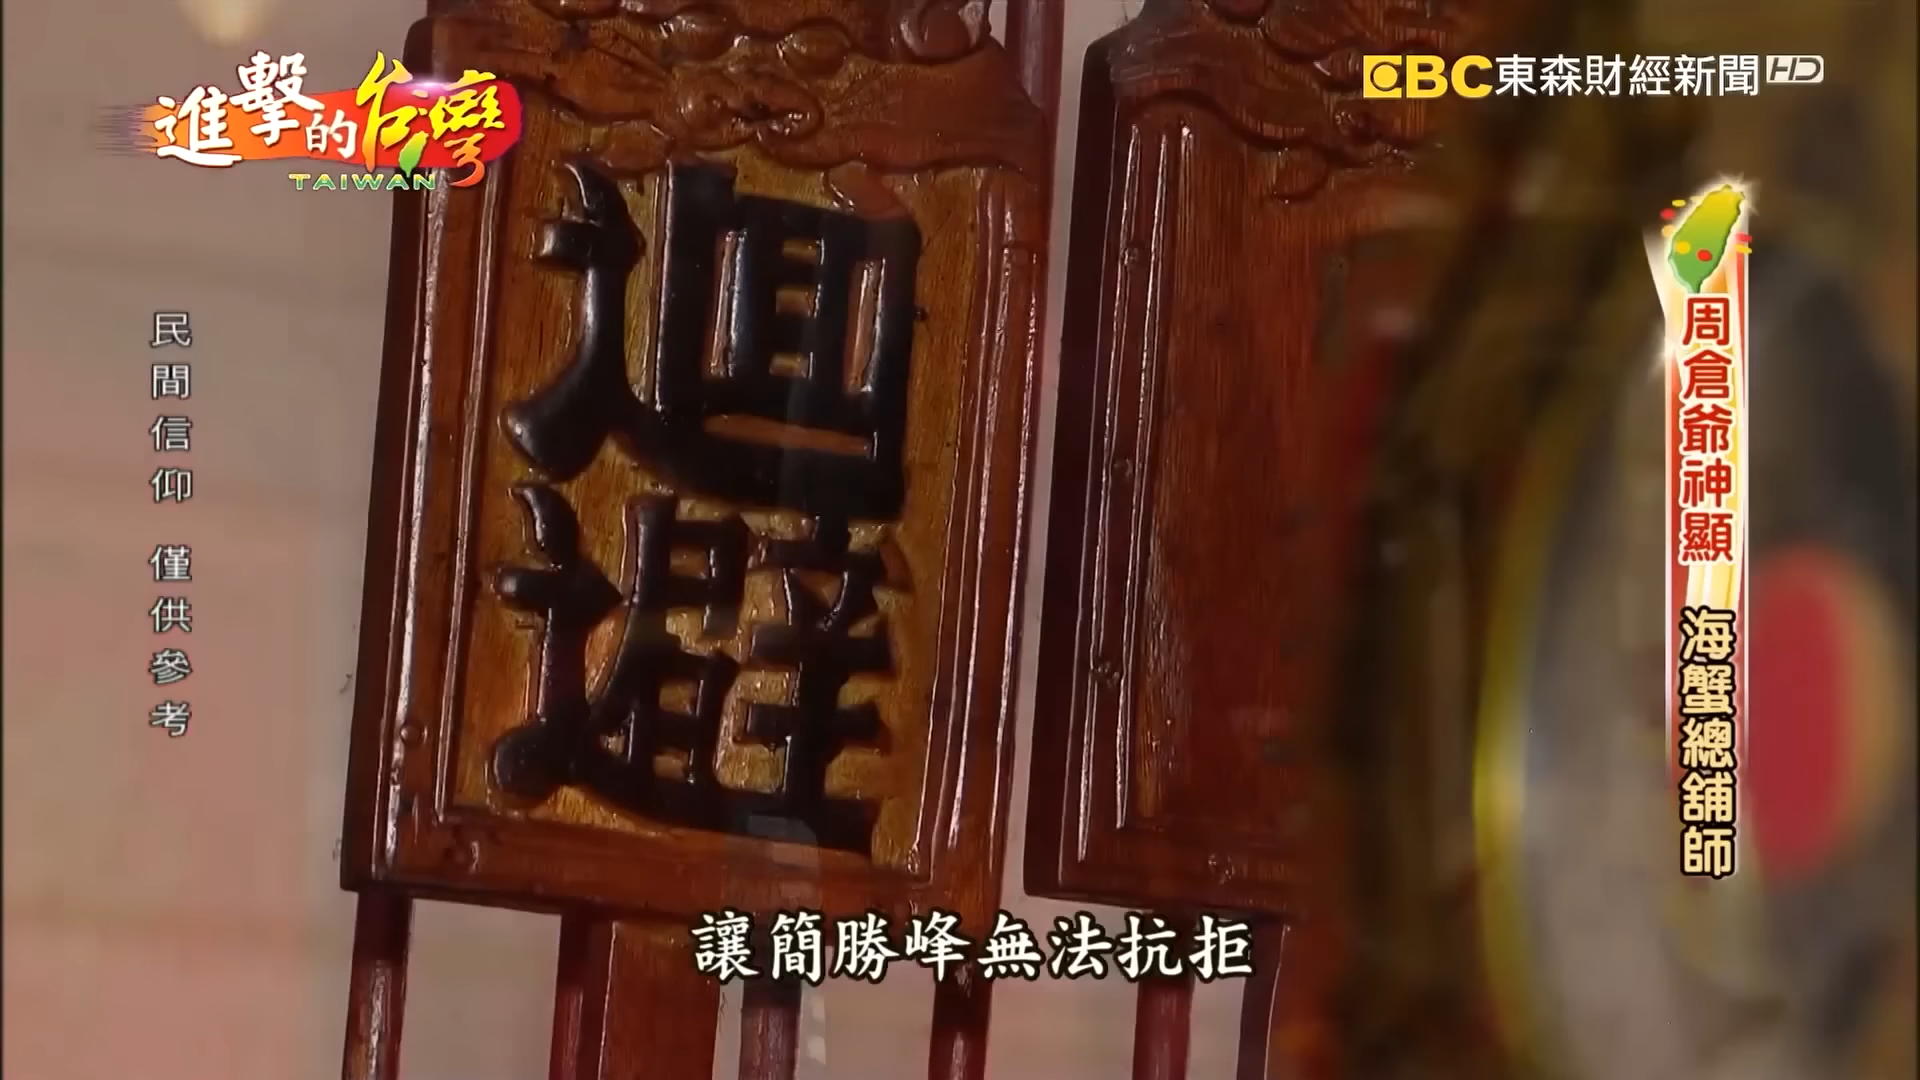 進擊的台灣
TAIWAN
EBC東森財經新聞HD
民間信仰 僅供參考
迴避
周倉爺神顯 海蟹總舖師
讓簡勝峰無法抗拒